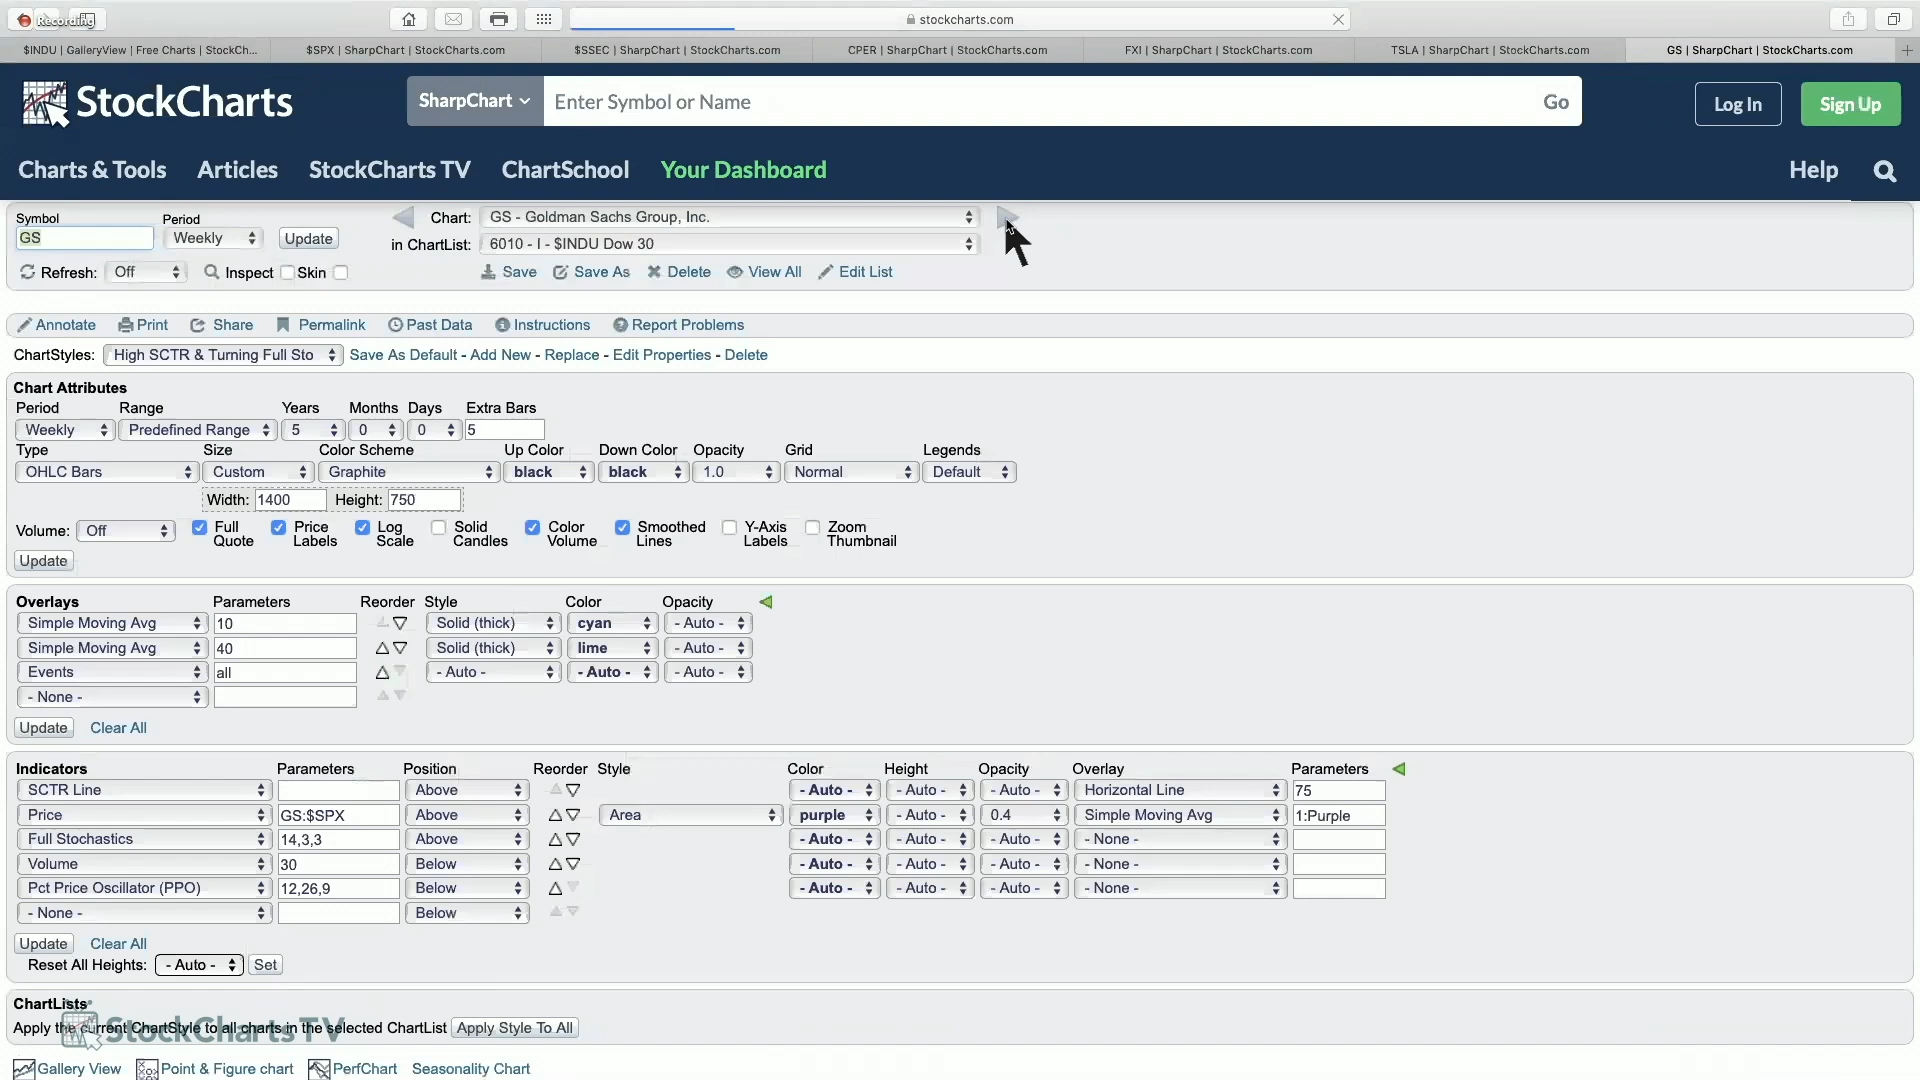 Recording
stockcharts.com
$INDU | GalleryView | Free Charts | StockCh...
$SPX | SharpChart | StockCharts.com
$SSEC | SharpChart | StockCharts.com
CPER | SharpChart | StockCharts.com
FXI | SharpChart | StockCharts.com
TSLA | SharpChart | StockCharts.com
GS | SharpChart | StockCharts.com
StockCharts
SharpChart Enter Symbol or Name Go
Log In Sign Up
Charts & Tools Articles StockCharts TV ChartSchool Your Dashboard Help
Symbol Period Chart: GS - Goldman Sachs Group, Inc.
GS Weekly Update in ChartList: 6010 - I - $INDU Dow 30
Refresh: Off Inspect Skin Save Save As Delete View All Edit List
Annotate Print Share Permalink Past Data Instructions Report Problems
ChartStyles: High SCTR & Turning Full Sto Save As Default - Add New - Replace - Edit Properties - Delete
Chart Attributes
Period Range Years Months Days Extra Bars
Weekly Predefined Range 5 0 0 5
Type Size Color Scheme Up Color Down Color Opacity Grid Legends
OHLC Bars Custom Graphite black black 1.0 Normal Default
Width: 1400 Height: 750
Volume: Off Full Quote Price Labels Log Scale Solid Candles Color Volume Smoothed Lines Y-Axis Labels Zoom Thumbnail
Update
Overlays Parameters Reorder Style Color Opacity
Simple Moving Avg 10 Solid (thick) cyan - Auto -
Simple Moving Avg 40 Solid (thick) lime - Auto -
Events all - Auto - - Auto - - Auto -
- None -
Update Clear All
Indicators Parameters Position Reorder Style Color Height Opacity Overlay Parameters
SCTR Line Above - Auto - - Auto - - Auto - Horizontal Line 75
Price GS:$SPX Above Area purple - Auto - 0.4 Simple Moving Avg 1:Purple
Full Stochastics 14,3,3 Above - Auto - - Auto - - Auto - - None -
Volume 30 Below - Auto - - Auto - - Auto - - None -
Pct Price Oscillator (PPO) 12,26,9 Below - Auto - - Auto - - Auto - - None -
- None - Below
Update Clear All
Reset All Heights: - Auto - Set
ChartLists
Apply the current ChartStyle to all charts in the selected ChartList Apply Style To All
StockCharts TV
Gallery View Point & Figure chart PerfChart Seasonality Chart